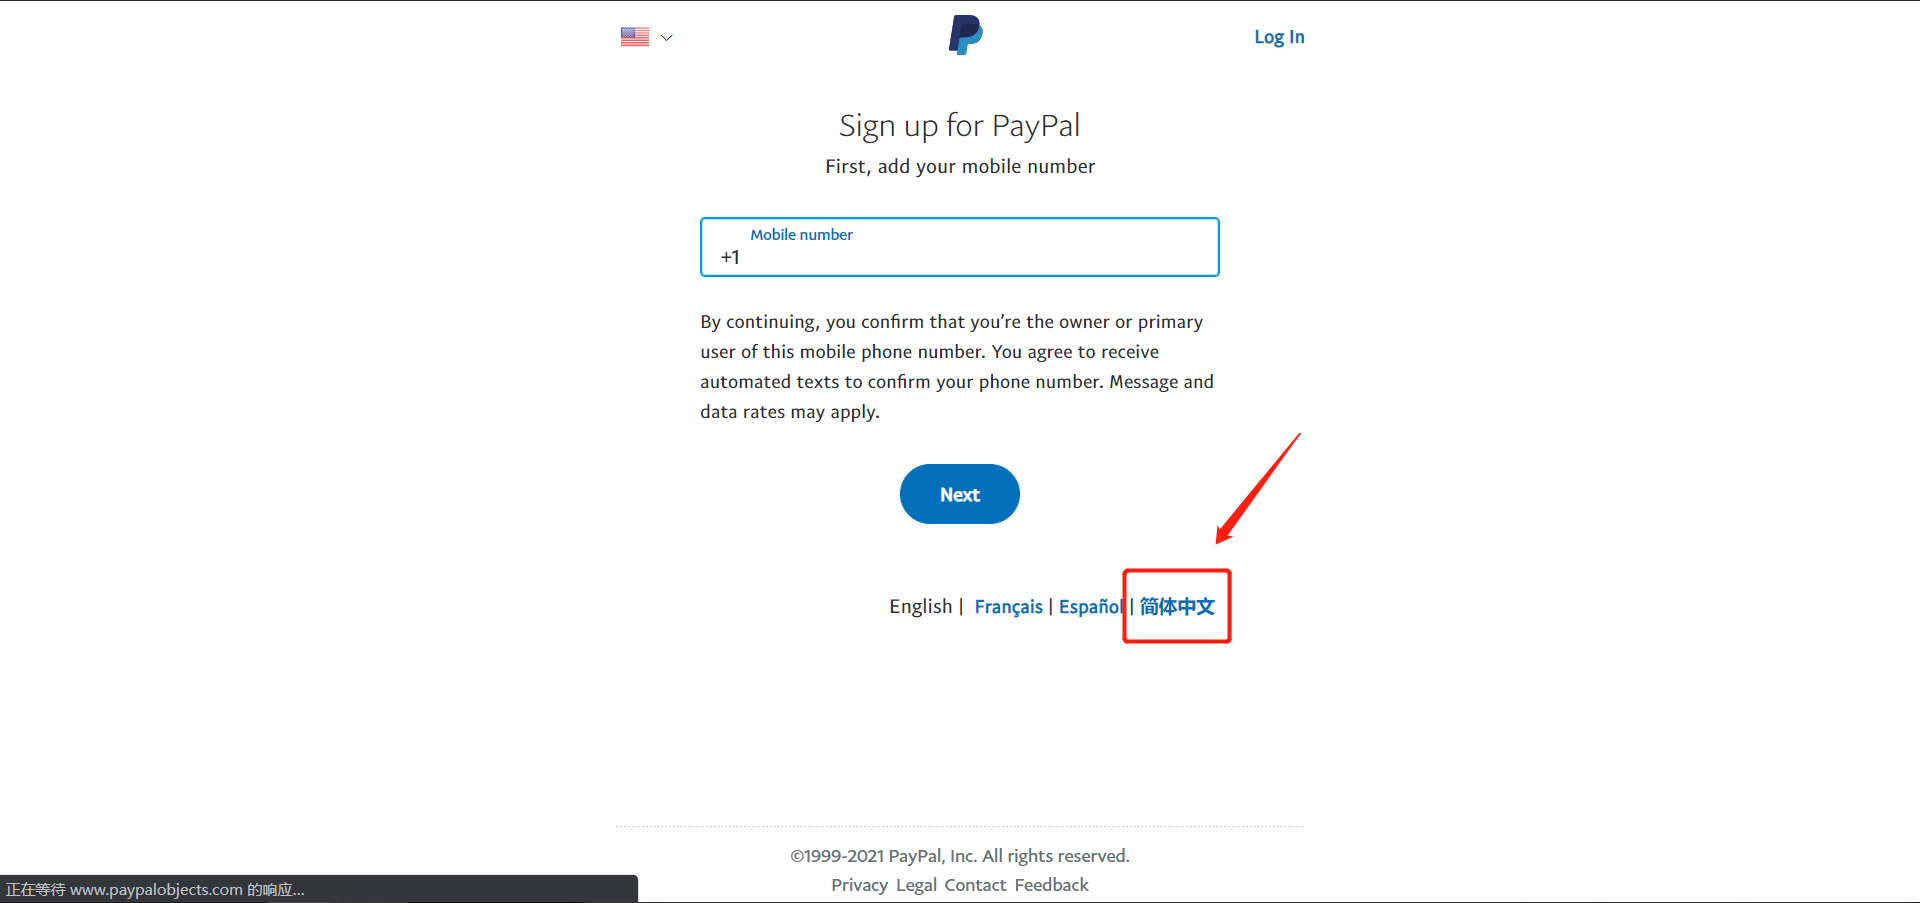 Log In
Sign up for PayPal
First, add your mobile number
Mobile number
+1
By continuing, you confirm that you’re the owner or primary
user of this mobile phone number. You agree to receive
automated texts to confirm your phone number. Message and
data rates may apply.
Next
English | Français | Español | 简体中文
©1999-2021 PayPal, Inc. All rights reserved.
Privacy Legal Contact Feedback
正在等待 www.paypalobjects.com 的响应...